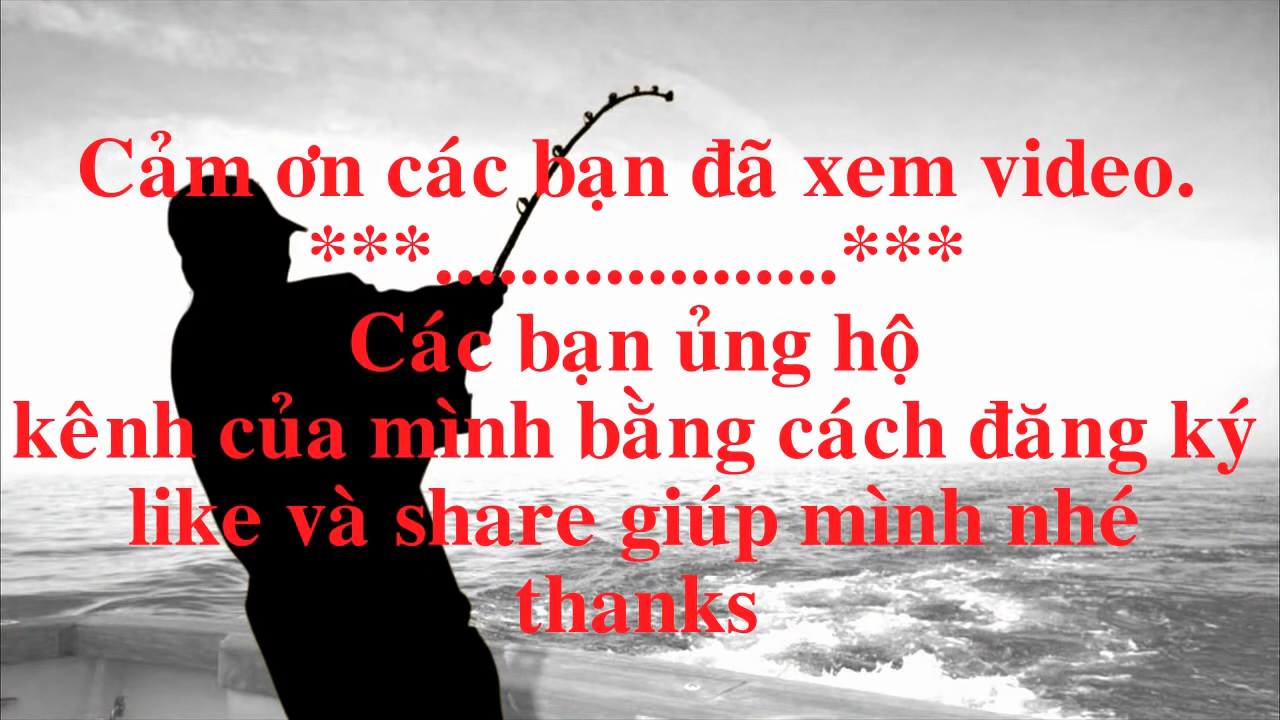 Cảm ơn các bạn đã xem video.
***...................***
Các bạn ủng hộ
kênh của mình bằng cách đăng ký
like và share giúp mình nhé
thanks